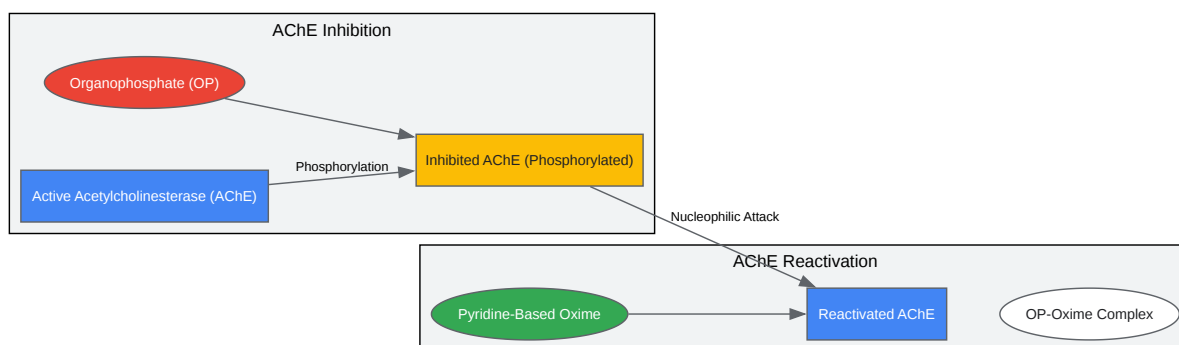 AChE Inhibition
Organophosphate (OP)
Inhibited AChE (Phosphorylated)
Phosphorylation
Active Acetylcholinesterase (AChE)
Nucleophilic Attack
AChE Reactivation
Pyridine-Based Oxime
Reactivated AChE
OP-Oxime Complex